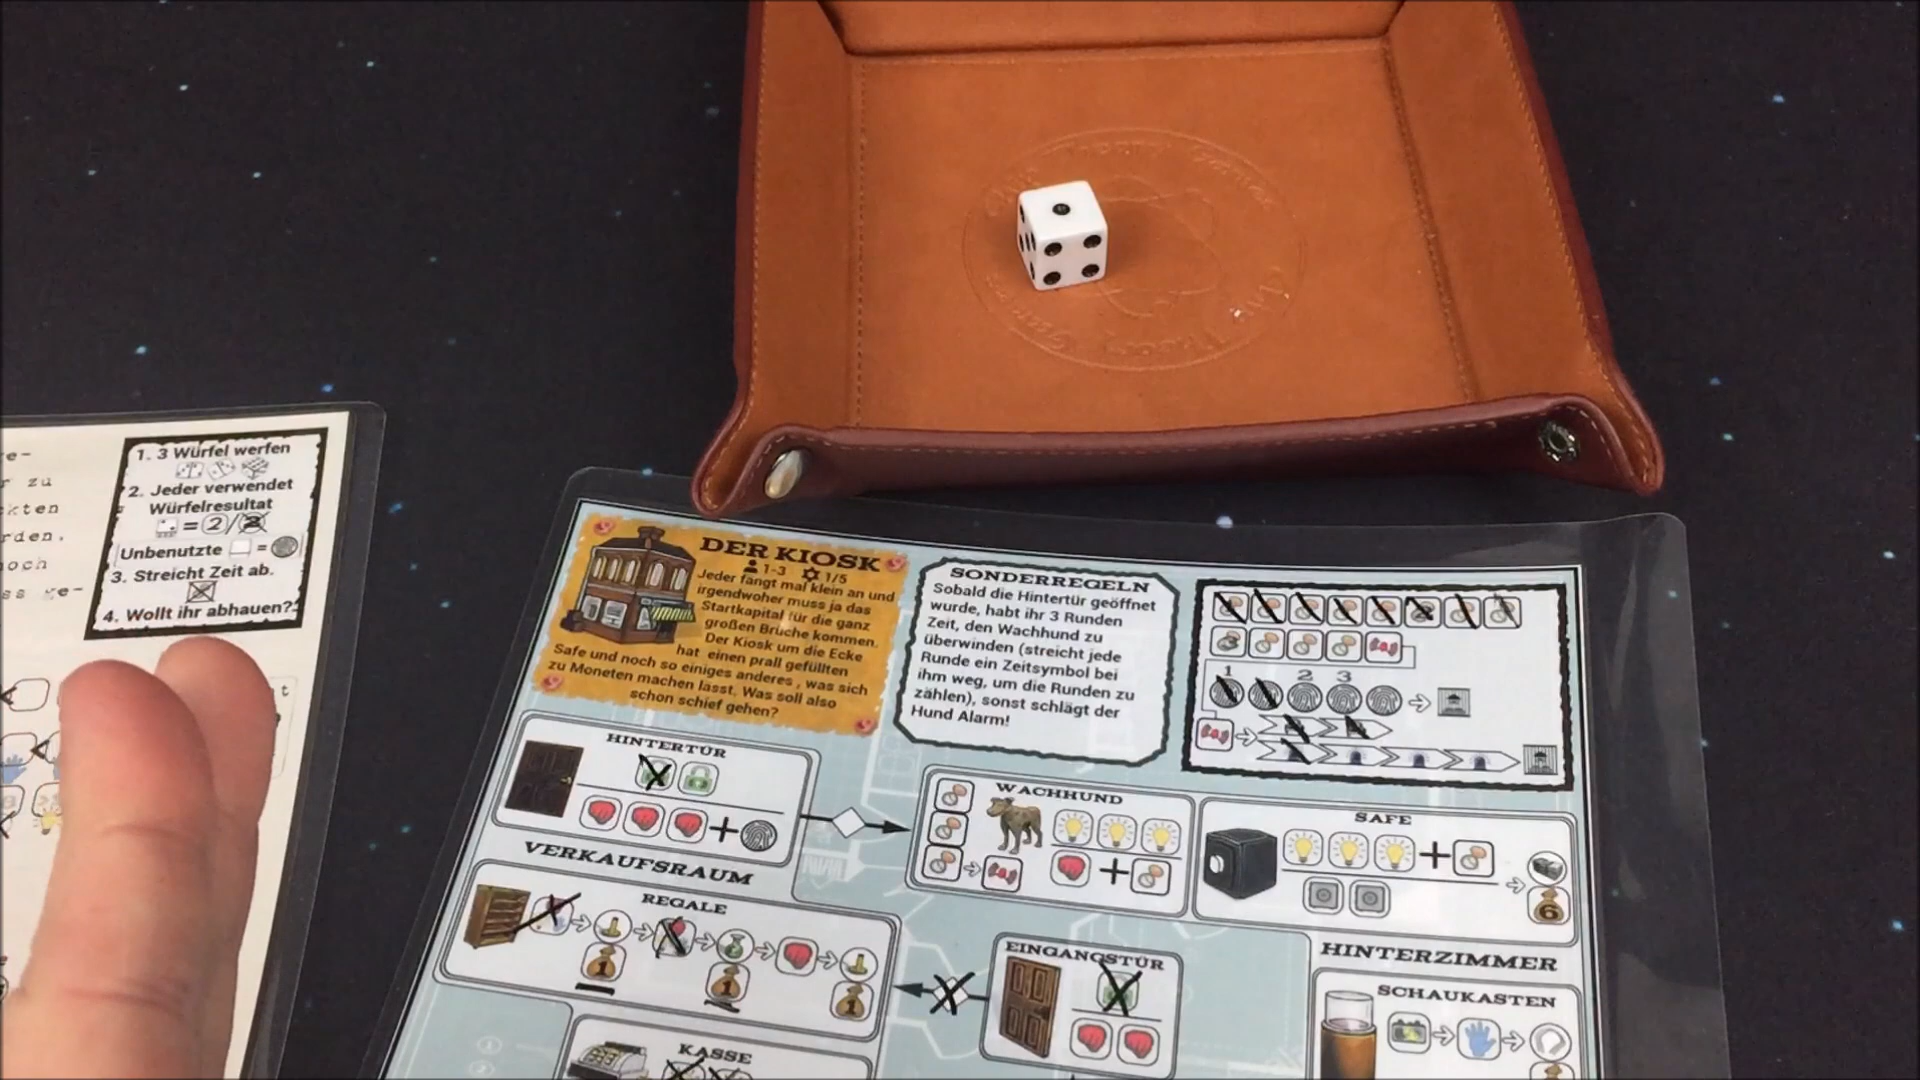 zu
kten
rden,
noch
1. 3 Würfel werfen
2. Jeder verwendet
Würfelresultat
= 2 /
Unbenutzte =
3. Streicht Zeit ab.
4. Wollt ihr abhauen?
DER KIOSK
1-3 1/5
Jeder fängt mal klein an und
irgendwoher muss ja das
Startkapital für die ganz
großen Brüche kommen.
Der Kiosk um die Ecke
hat einen prall gefüllten
Safe und noch so einiges anderes, was sich
zu Moneten machen lässt. Was soll also
schon schief gehen?
SONDERREGELN
Sobald die Hintertür geöffnet
wurde, habt ihr 3 Runden
Zeit, den Wachhund zu
überwinden (streicht jede
Runde ein Zeitsymbol bei
ihm weg, um die Runden zu
zählen), sonst schlägt der
Hund Alarm!
1 2 3
HINTERTÜR
WACHHUND
SAFE
6
VERKAUFSRAUM
REGALE
1
1
1
EINGANGSTÜR
HINTERZIMMER
SCHAUKASTEN
KASSE